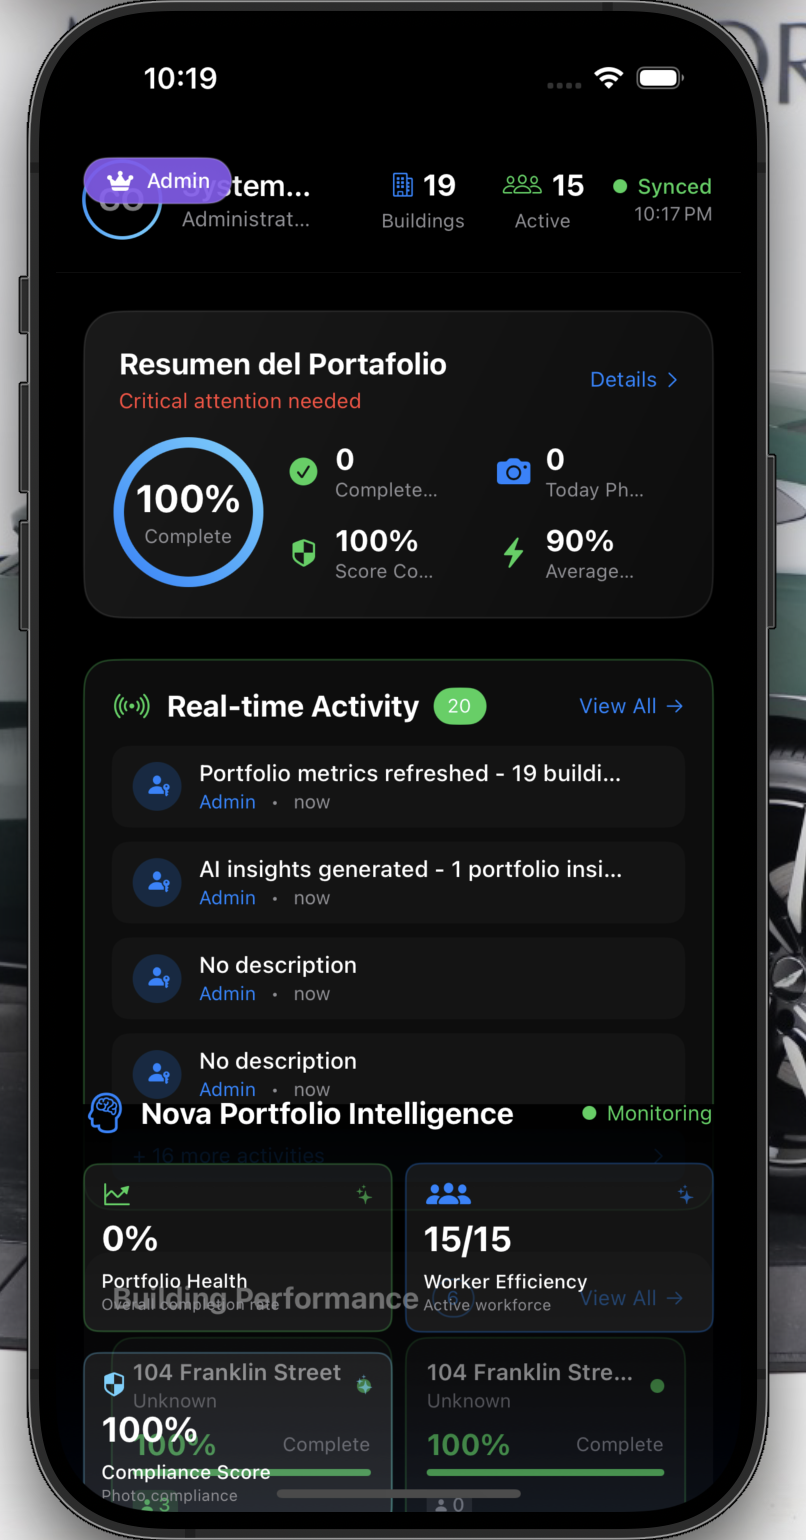 OR
10:19
Admin
System...
Administrat...
19
Buildings
15
Active
Synced
10:17 PM
Resumen del Portafolio
Critical attention needed
Details
100%
Complete
0
Complete...
0
Today Ph...
100%
Score Co...
90%
Average...
Real-time Activity
20
View All →
Portfolio metrics refreshed - 19 buildi...
Admin • now
AI insights generated - 1 portfolio insi...
Admin • now
No description
Admin • now
No description
Admin • now
Nova Portfolio Intelligence
Monitoring
+ 16 more activities
0%
Portfolio Health
Overall completion rate
15/15
Worker Efficiency
Active workforce
Building Performance
6
View All →
104 Franklin Street
Unknown
100%
Complete
3
104 Franklin Stre...
Unknown
100%
Complete
0
100%
Compliance Score
Photo compliance